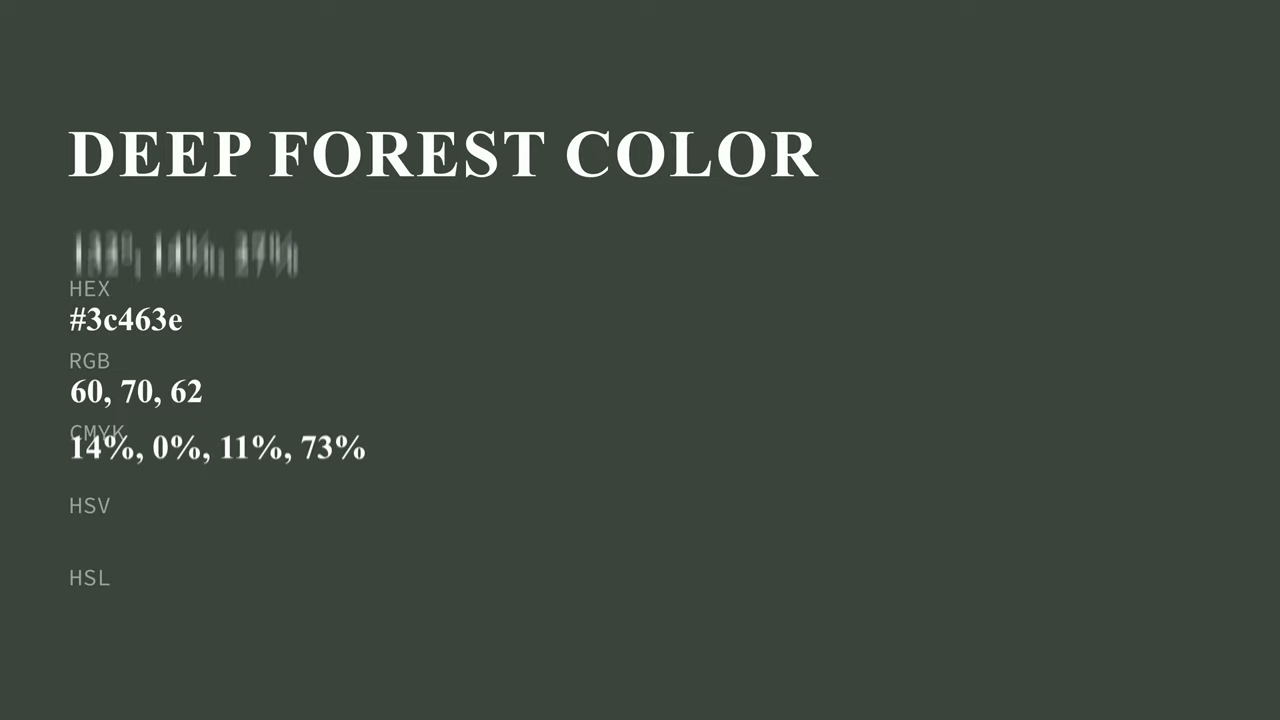 DEEP FOREST COLOR
HEX
#3c463e
RGB
60, 70, 62
CMYK
14%, 0%, 11%, 73%
HSV
HSL